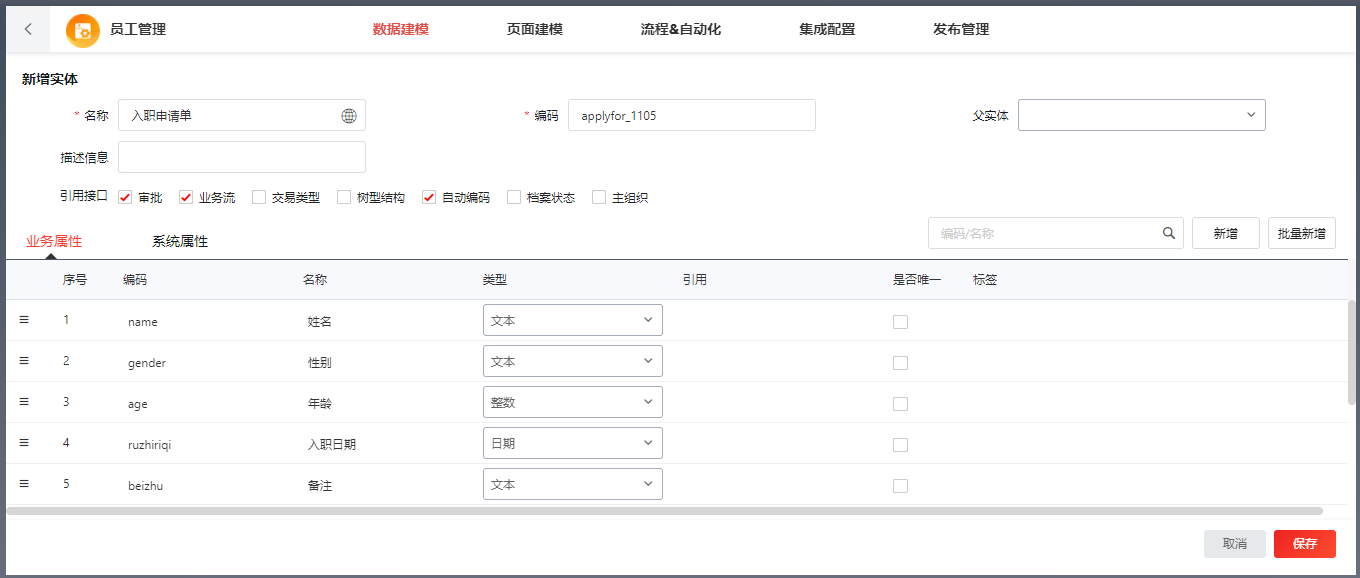 员工管理 数据建模 页面建模 流程&自动化 集成配置 发布管理
新增实体
* 名称 入职申请单 * 编码 applyfor_1105 父实体
描述信息
引用接口 审批 业务流 交易类型 树型结构 自动编码 档案状态 主组织
业务属性 系统属性 编码/名称 新增 批量新增
序号 编码 名称 类型 引用 是否唯一 标签
1 name 姓名 文本
2 gender 性别 文本
3 age 年龄 整数
4 ruzhiriqi 入职日期 日期
5 beizhu 备注 文本
取消 保存